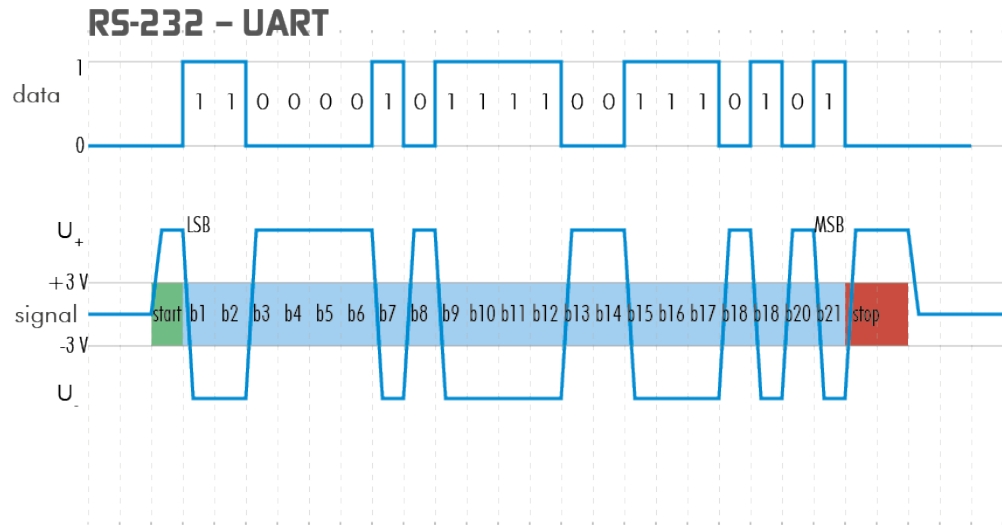 RS-232 – UART
1
data
1 1 0 0 0 0 1 0 1 1 1 1 0 0 1 1 1 0 1 0 1
0
U+
LSB
MSB
+3 V
signal
start b1 b2 b3 b4 b5 b6 b7 b8 b9 b10 b11 b12 b13 b14 b15 b16 b17 b18 b18 b20 b21 stop
-3 V
U-